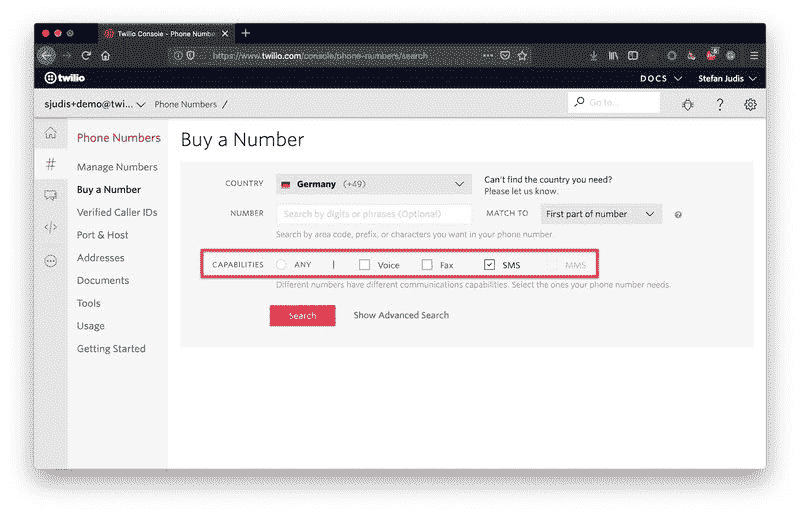 Twilio Console - Phone Number
https://www.twilio.com/console/phone-numbers/search
twilio
DOCS
Stefan Judis
sjudis+demo@twi...
Phone Numbers /
Go to...
Phone Numbers
Manage Numbers
Buy a Number
Verified Caller IDs
Port & Host
Addresses
Documents
Tools
Usage
Getting Started
Buy a Number
COUNTRY
Germany (+49)
Can't find the country you need?
Please let us know.
NUMBER
Search by digits or phrases (Optional)
MATCH TO
First part of number
Search by area code, prefix, or characters you want in your phone number.
CAPABILITIES
ANY
Voice
Fax
SMS
MMS
Different numbers have different communications capabilities. Select the ones your phone number needs.
Search
Show Advanced Search